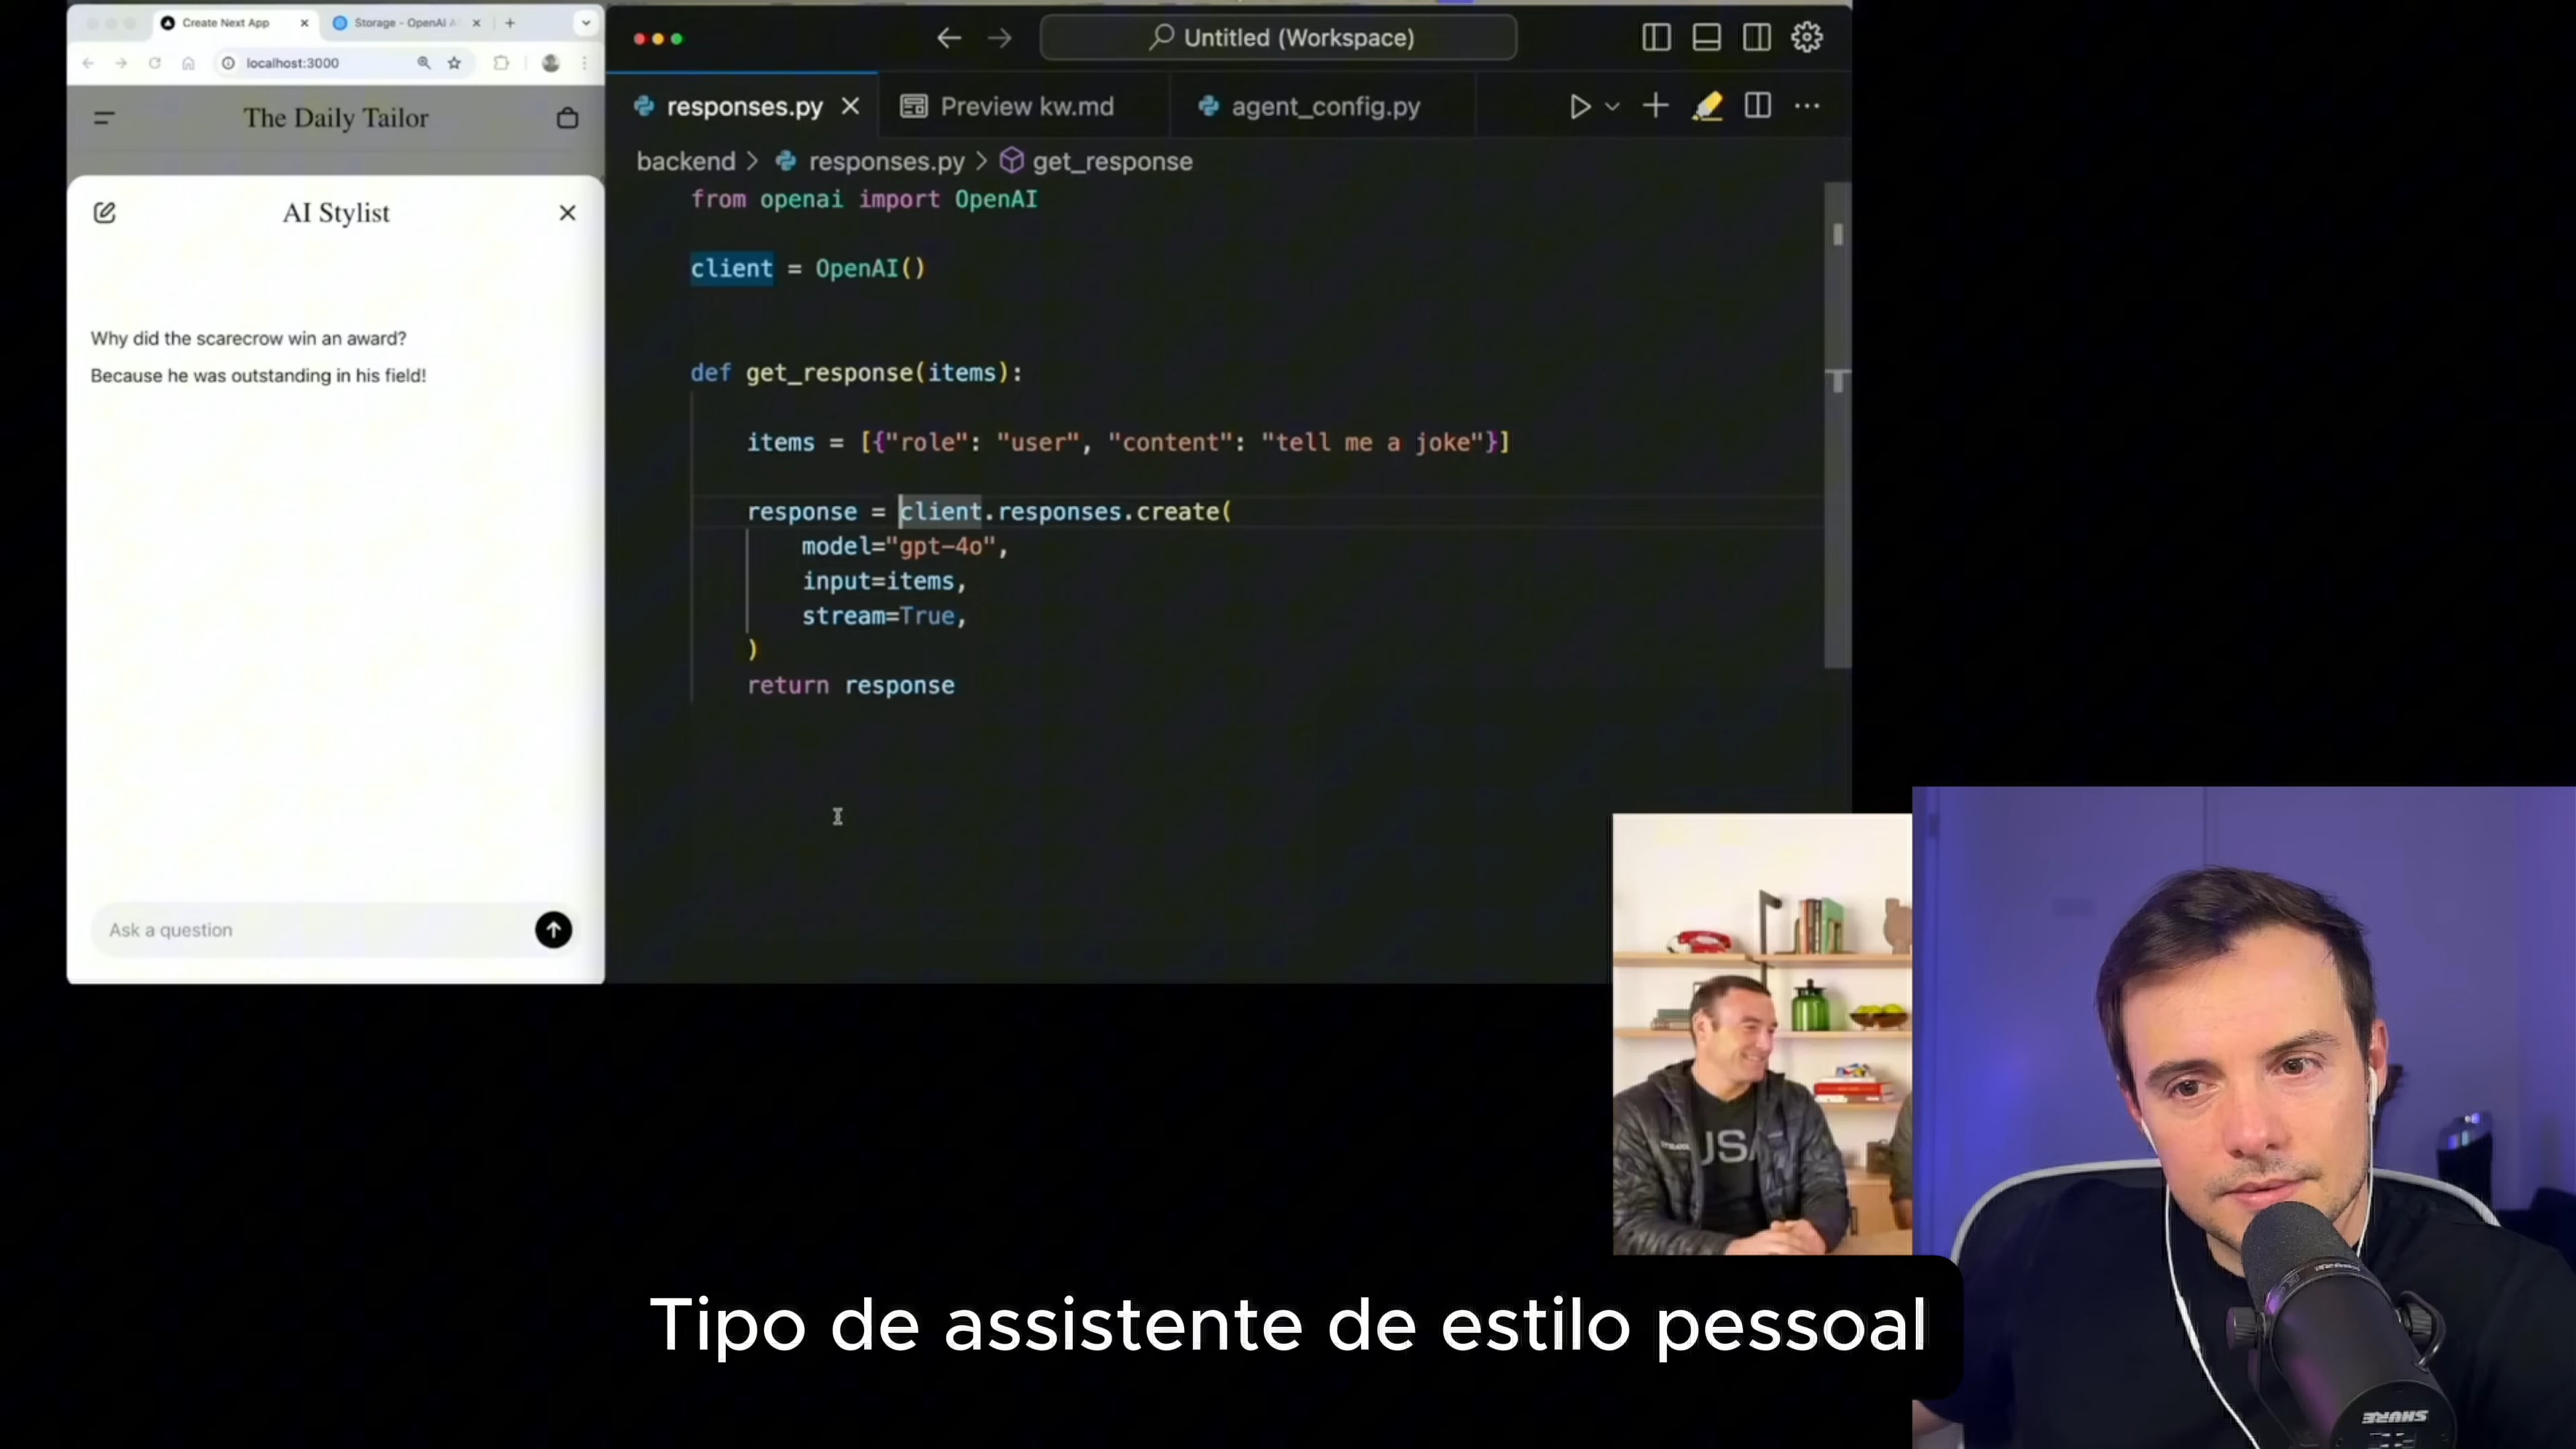 Create Next App
Storage - OpenAI A
localhost:3000
The Daily Tailor
AI Stylist
Why did the scarecrow win an award?
Because he was outstanding in his field!
Ask a question
Untitled (Workspace)
responses.py
Preview kw.md
agent_config.py
backend > responses.py > get_response
from openai import OpenAI
client = OpenAI()
def get_response(items):
items = [{"role": "user", "content": "tell me a joke"}]
response = client.responses.create(
model="gpt-4o",
input=items,
stream=True,
)
return response
USA
SHURE
Tipo de assistente de estilo pessoal